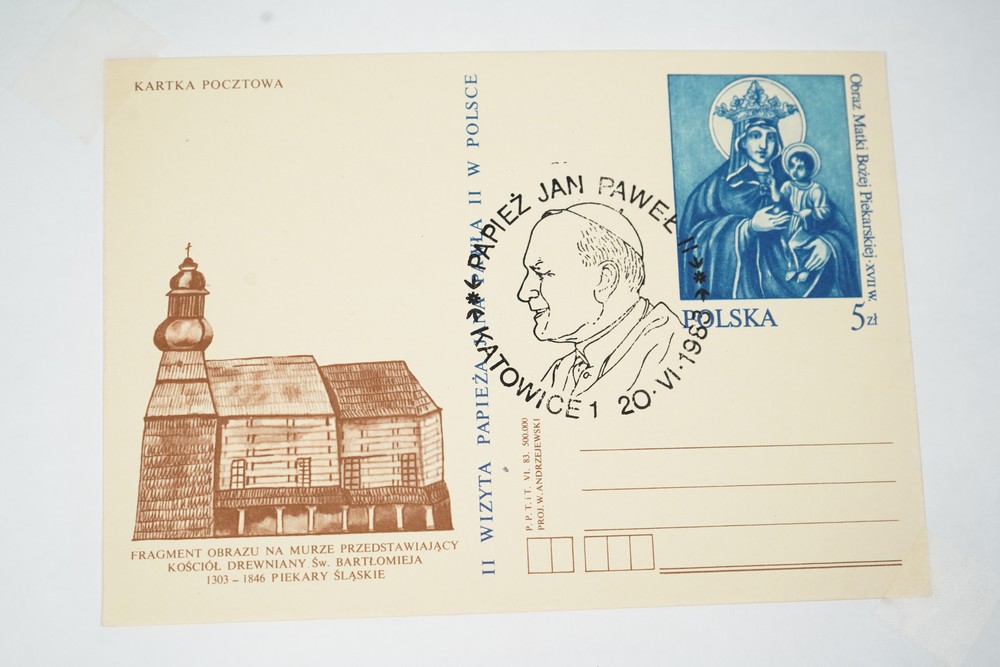 KARTKA POCZTOWA
FRAGMENT OBRAZU NA MURZE PRZEDSTAWIAJĄCY
KOŚCIÓŁ DREWNIANY Św. BARTŁOMIEJA
1303 – 1846 PIEKARY ŚLĄSKIE
II WIZYTA PAPIEŻA JANA PAWŁA II W POLSCE
PAPIEŻ JAN PAWEŁ II
KATOWICE 1 20.VI.1983
Obraz Matki Bożej Piekarskiej · XVII w.
POLSKA 5 zł
P. P. T. i T. VI. 83. 500.000
PROJ. W. ANDRZEJEWSKI